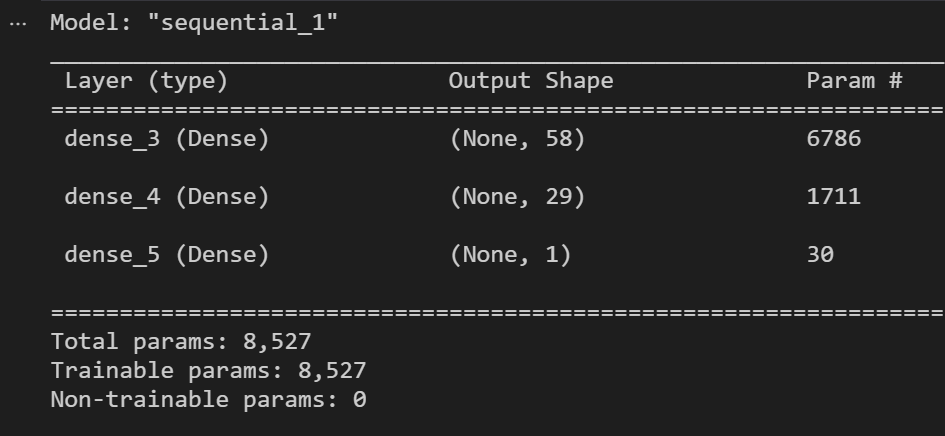 ... Model: "sequential_1"
_________________________________________________________________
Layer (type) Output Shape Param #
=================================================================
dense_3 (Dense) (None, 58) 6786
dense_4 (Dense) (None, 29) 1711
dense_5 (Dense) (None, 1) 30
=================================================================
Total params: 8,527
Trainable params: 8,527
Non-trainable params: 0